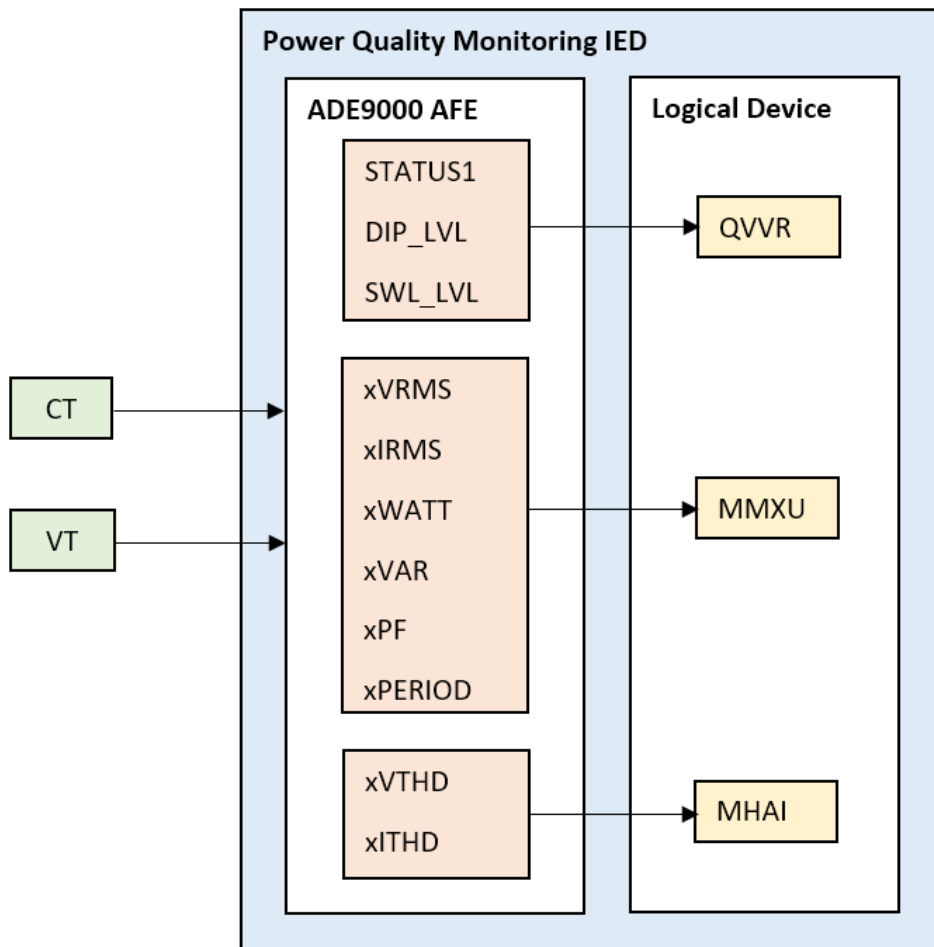 Power Quality Monitoring IED
ADE9000 AFE
STATUS1
DIP_LVL
SWL_LVL
xVRMS
xIRMS
xWATT
xVAR
xPF
xPERIOD
xVTHD
xITHD
Logical Device
QVVR
MMXU
MHAI
CT
VT